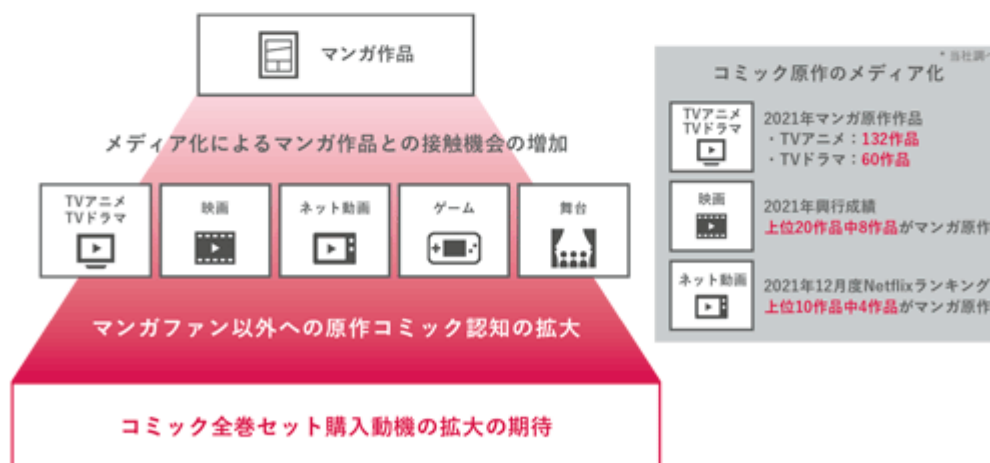 マンガ作品
メディア化によるマンガ作品との接触機会の増加
TVアニメ
TVドラマ
映画
ネット動画
ゲーム
舞台
マンガファン以外への原作コミック認知の拡大
コミック全巻セット購入動機の拡大の期待
* 当社調べ
コミック原作のメディア化
TVアニメ
TVドラマ
2021年マンガ原作作品
・TVアニメ：132作品
・TVドラマ：60作品
映画
2021年興行成績
上位20作品中8作品がマンガ原作
ネット動画
2021年12月度Netflixランキング
上位10作品中4作品がマンガ原作